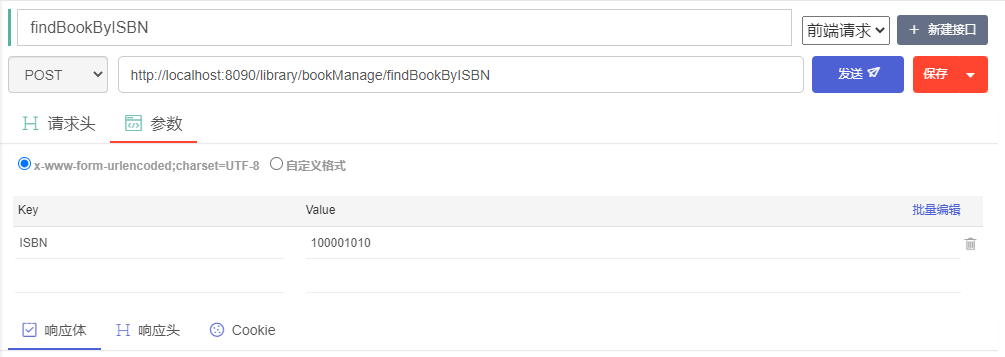 findBookByISBN 前端请求 + 新建接口
POST http://localhost:8090/library/bookManage/findBookByISBN 发送 保存
请求头 参数
x-www-form-urlencoded;charset=UTF-8 自定义格式
Key Value 批量编辑
ISBN 100001010
响应体 响应头 Cookie